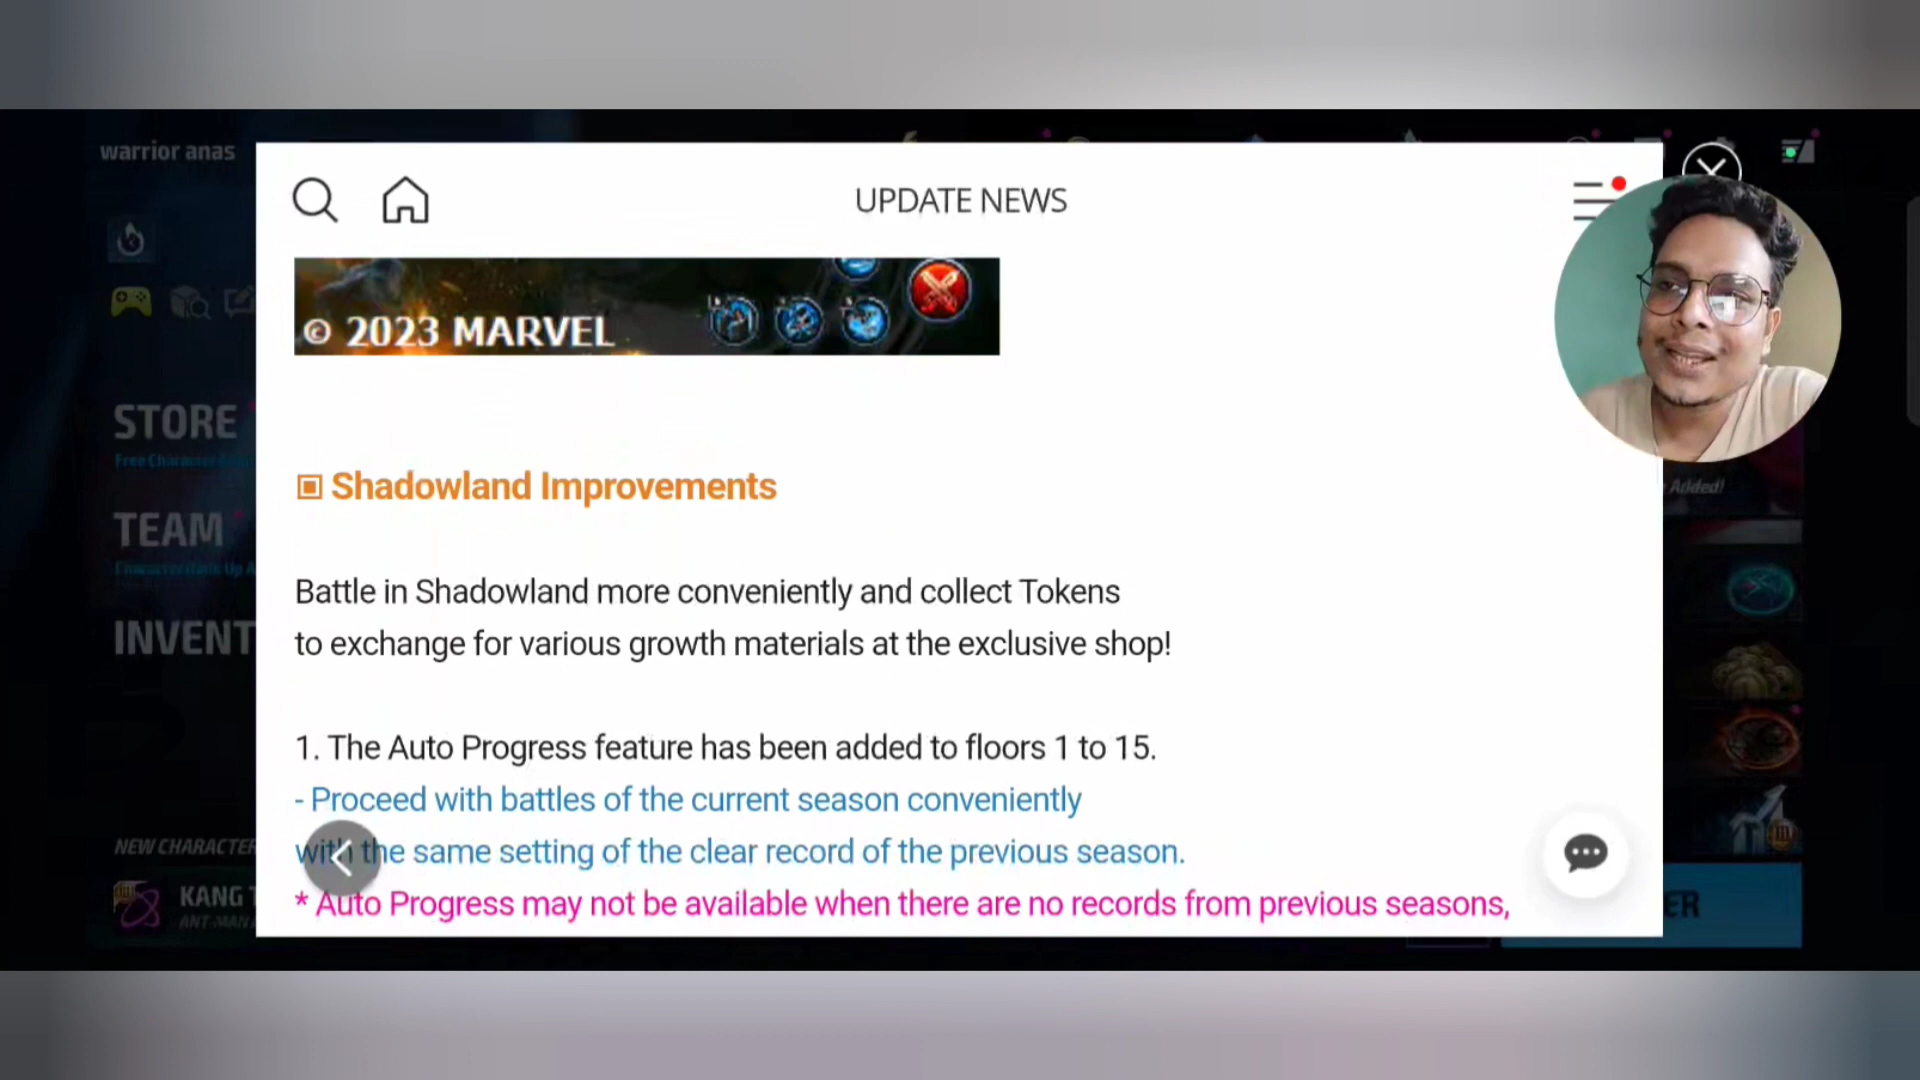 warrior anas
UPDATE NEWS
© 2023 MARVEL
STORE
TEAM
INVENT
Shadowland Improvements
Added!
Battle in Shadowland more conveniently and collect Tokens
to exchange for various growth materials at the exclusive shop!
1. The Auto Progress feature has been added to floors 1 to 15.
- Proceed with battles of the current season conveniently
with the same setting of the clear record of the previous season.
* Auto Progress may not be available when there are no records from previous seasons,
NEW CHARACTER
KANG T
ANT-MAN
ER